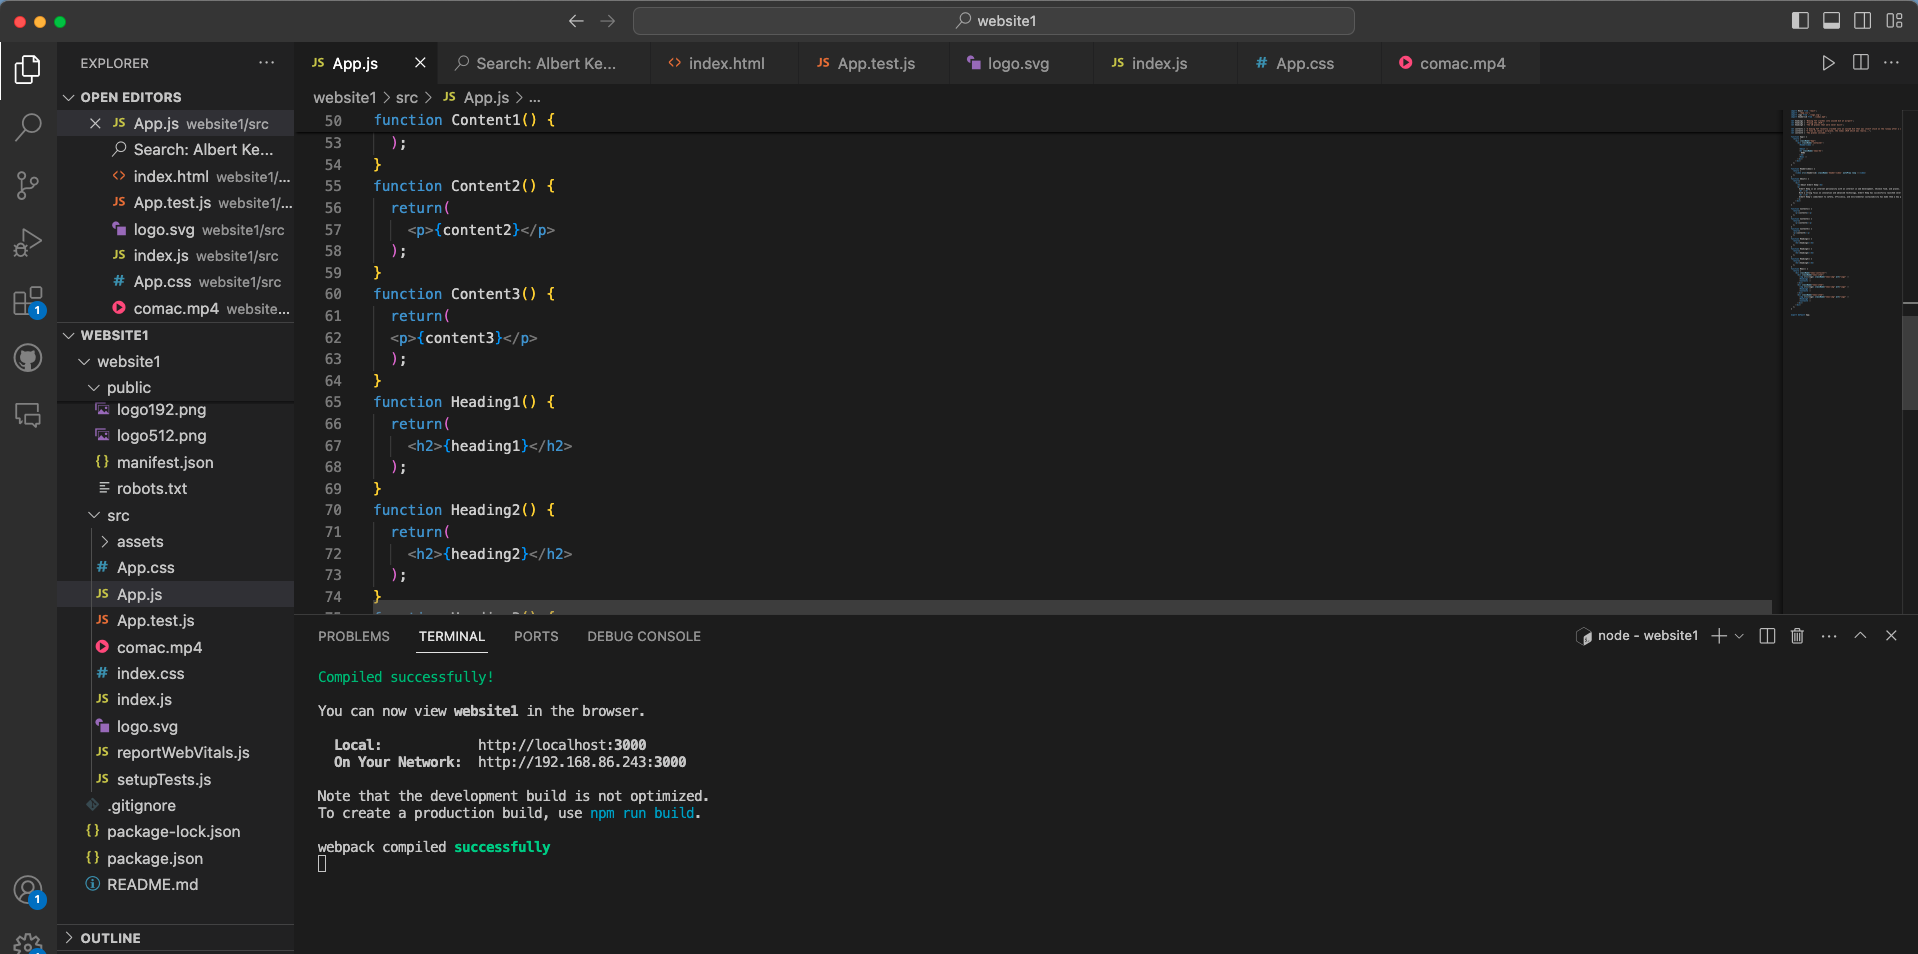 website1
EXPLORER
OPEN EDITORS
JS App.js website1/src
Search: Albert Ke...
<> index.html website1/...
JS App.test.js website1/...
logo.svg website1/src
JS index.js website1/src
# App.css website1/src
comac.mp4 website...
WEBSITE1
website1
public
logo192.png
logo512.png
{} manifest.json
robots.txt
src
assets
# App.css
JS App.js
JS App.test.js
comac.mp4
# index.css
JS index.js
logo.svg
JS reportWebVitals.js
JS setupTests.js
.gitignore
{} package-lock.json
{} package.json
README.md
OUTLINE
1
1
JS App.js Search: Albert Ke... <> index.html JS App.test.js logo.svg JS index.js # App.css comac.mp4
website1 > src > JS App.js > ...
50 function Content1() {
53 );
54 }
55 function Content2() {
56 return(
57 <p>{content2}</p>
58 );
59 }
60 function Content3() {
61 return(
62 <p>{content3}</p>
63 );
64 }
65 function Heading1() {
66 return(
67 <h2>{heading1}</h2>
68 );
69 }
70 function Heading2() {
71 return(
72 <h2>{heading2}</h2>
73 );
74 }
PROBLEMS TERMINAL PORTS DEBUG CONSOLE
node - website1
Compiled successfully!
You can now view website1 in the browser.
Local: http://localhost:3000
On Your Network: http://192.168.86.243:3000
Note that the development build is not optimized.
To create a production build, use npm run build.
webpack compiled successfully